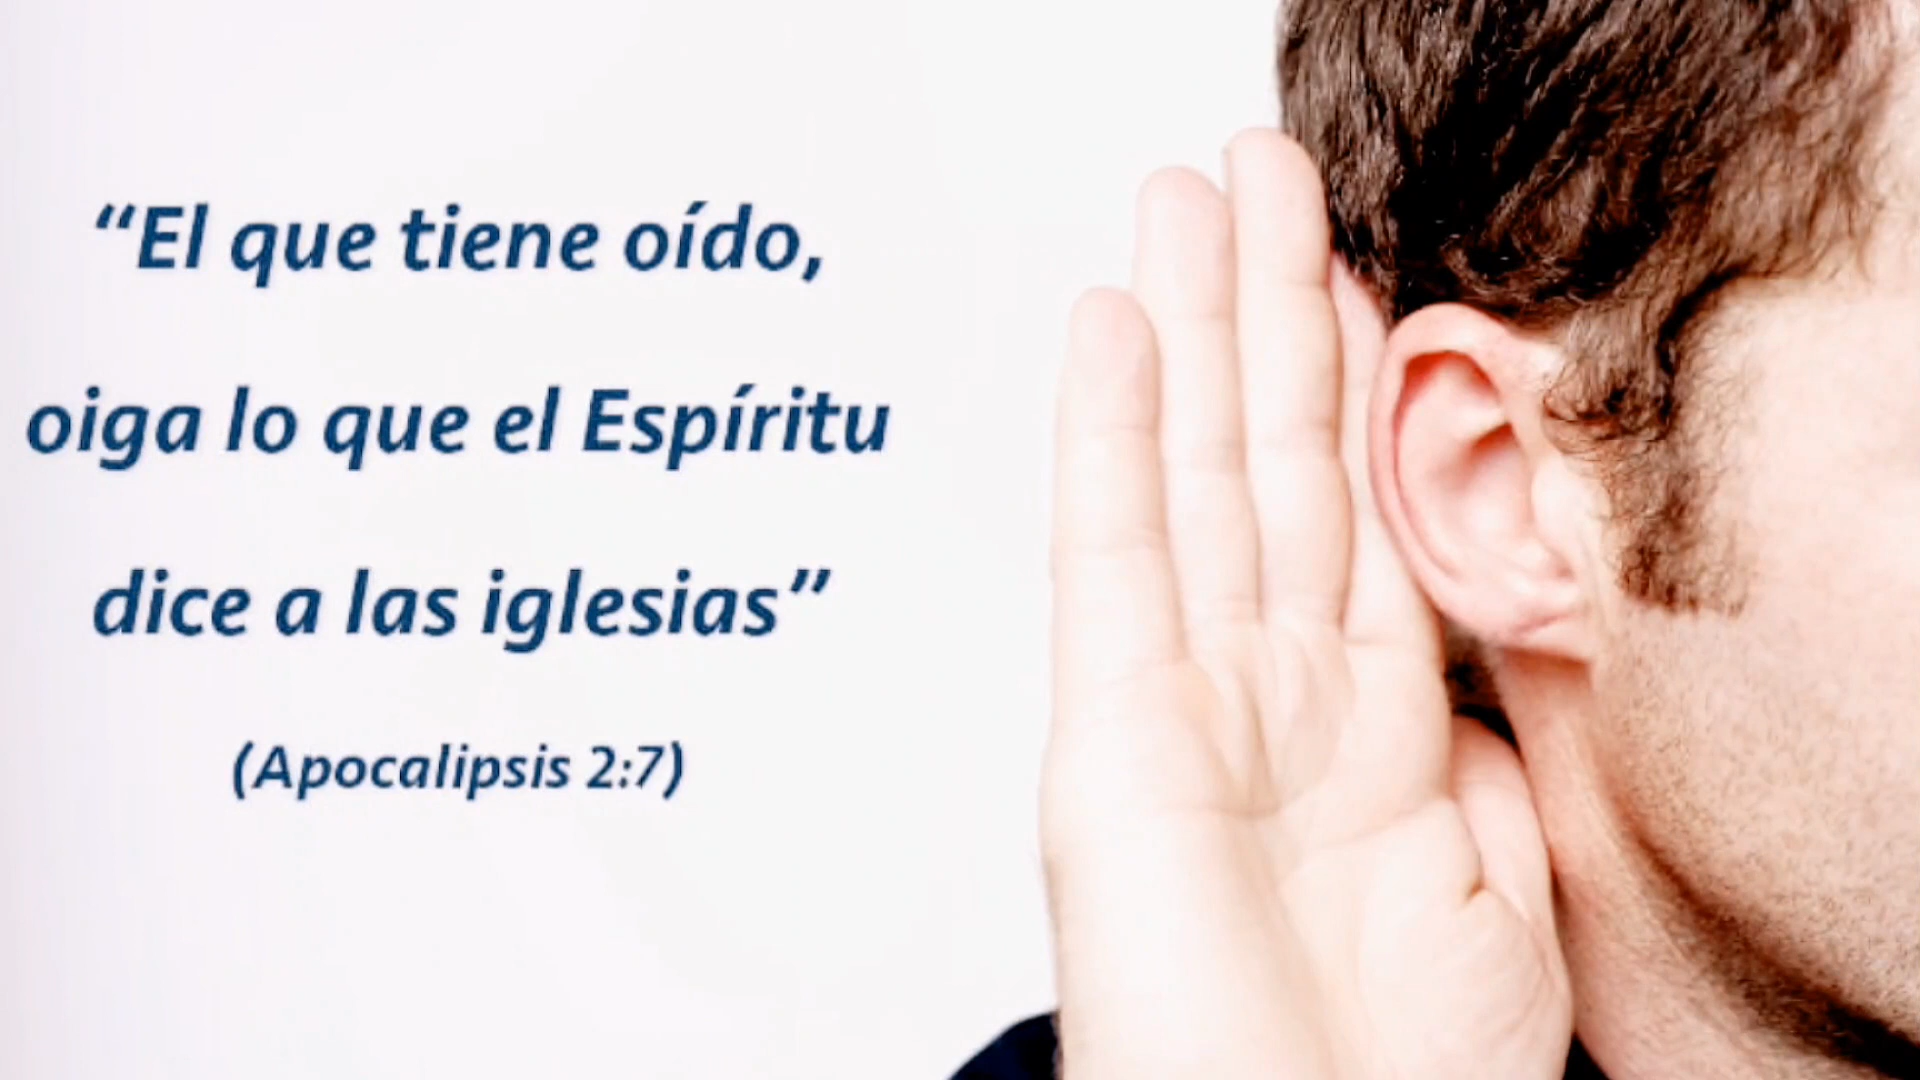 “El que tiene oído,
oiga lo que el Espíritu
dice a las iglesias”
(Apocalipsis 2:7)